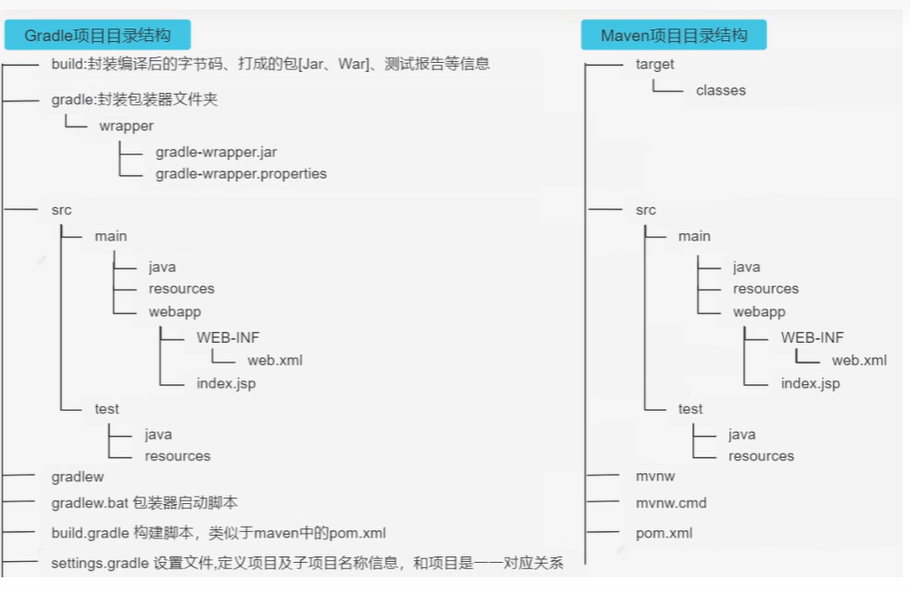 Gradle项目目录结构
build:封装编译后的字节码、打成的包[Jar、War]、测试报告等信息
gradle:封装包装器文件夹
wrapper
gradle-wrapper.jar
gradle-wrapper.properties
src
main
java
resources
webapp
WEB-INF
web.xml
index.jsp
test
java
resources
gradlew
gradlew.bat 包装器启动脚本
build.gradle 构建脚本，类似于maven中的pom.xml
settings.gradle 设置文件,定义项目及子项目名称信息，和项目是一一对应关系
Maven项目目录结构
target
classes
src
main
java
resources
webapp
WEB-INF
web.xml
index.jsp
test
java
resources
mvnw
mvnw.cmd
pom.xml